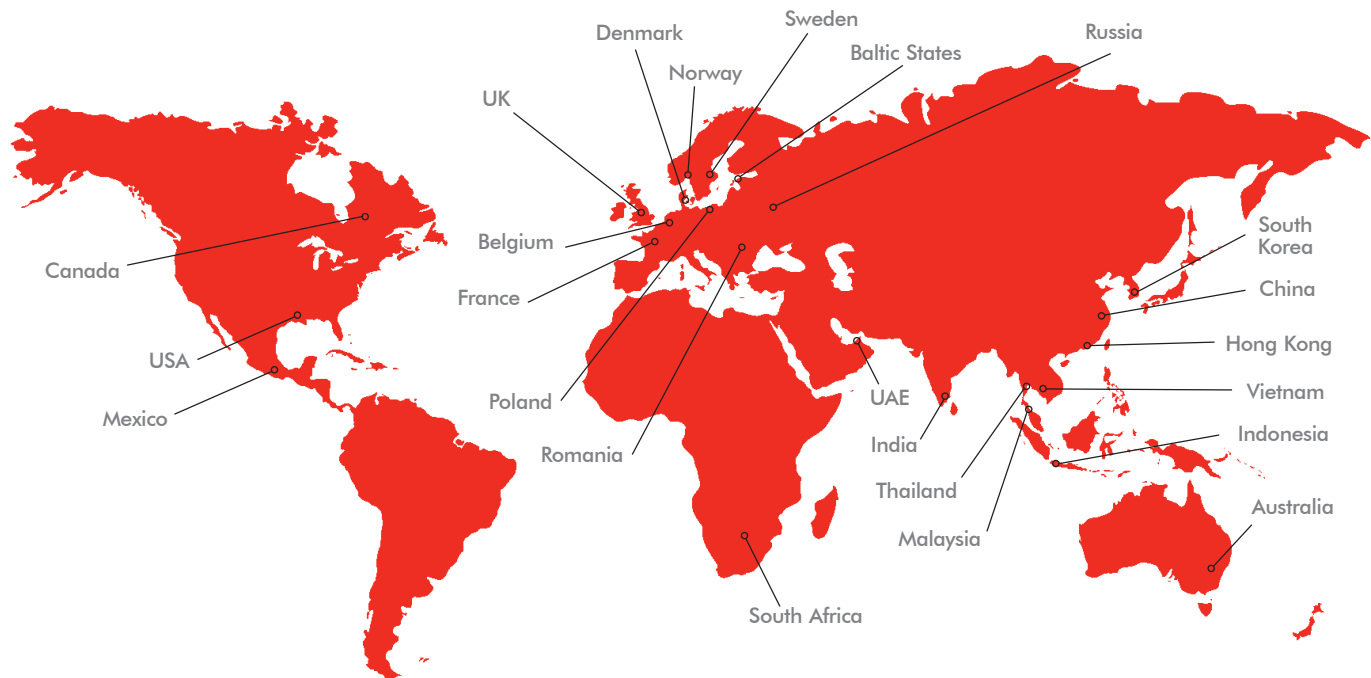 Sweden
Denmark
Russia
Baltic States
Norway
UK
South
Korea
Belgium
Canada
China
France
Hong Kong
USA
Vietnam
UAE
Poland
Mexico
Indonesia
India
Romania
Thailand
Australia
Malaysia
South Africa